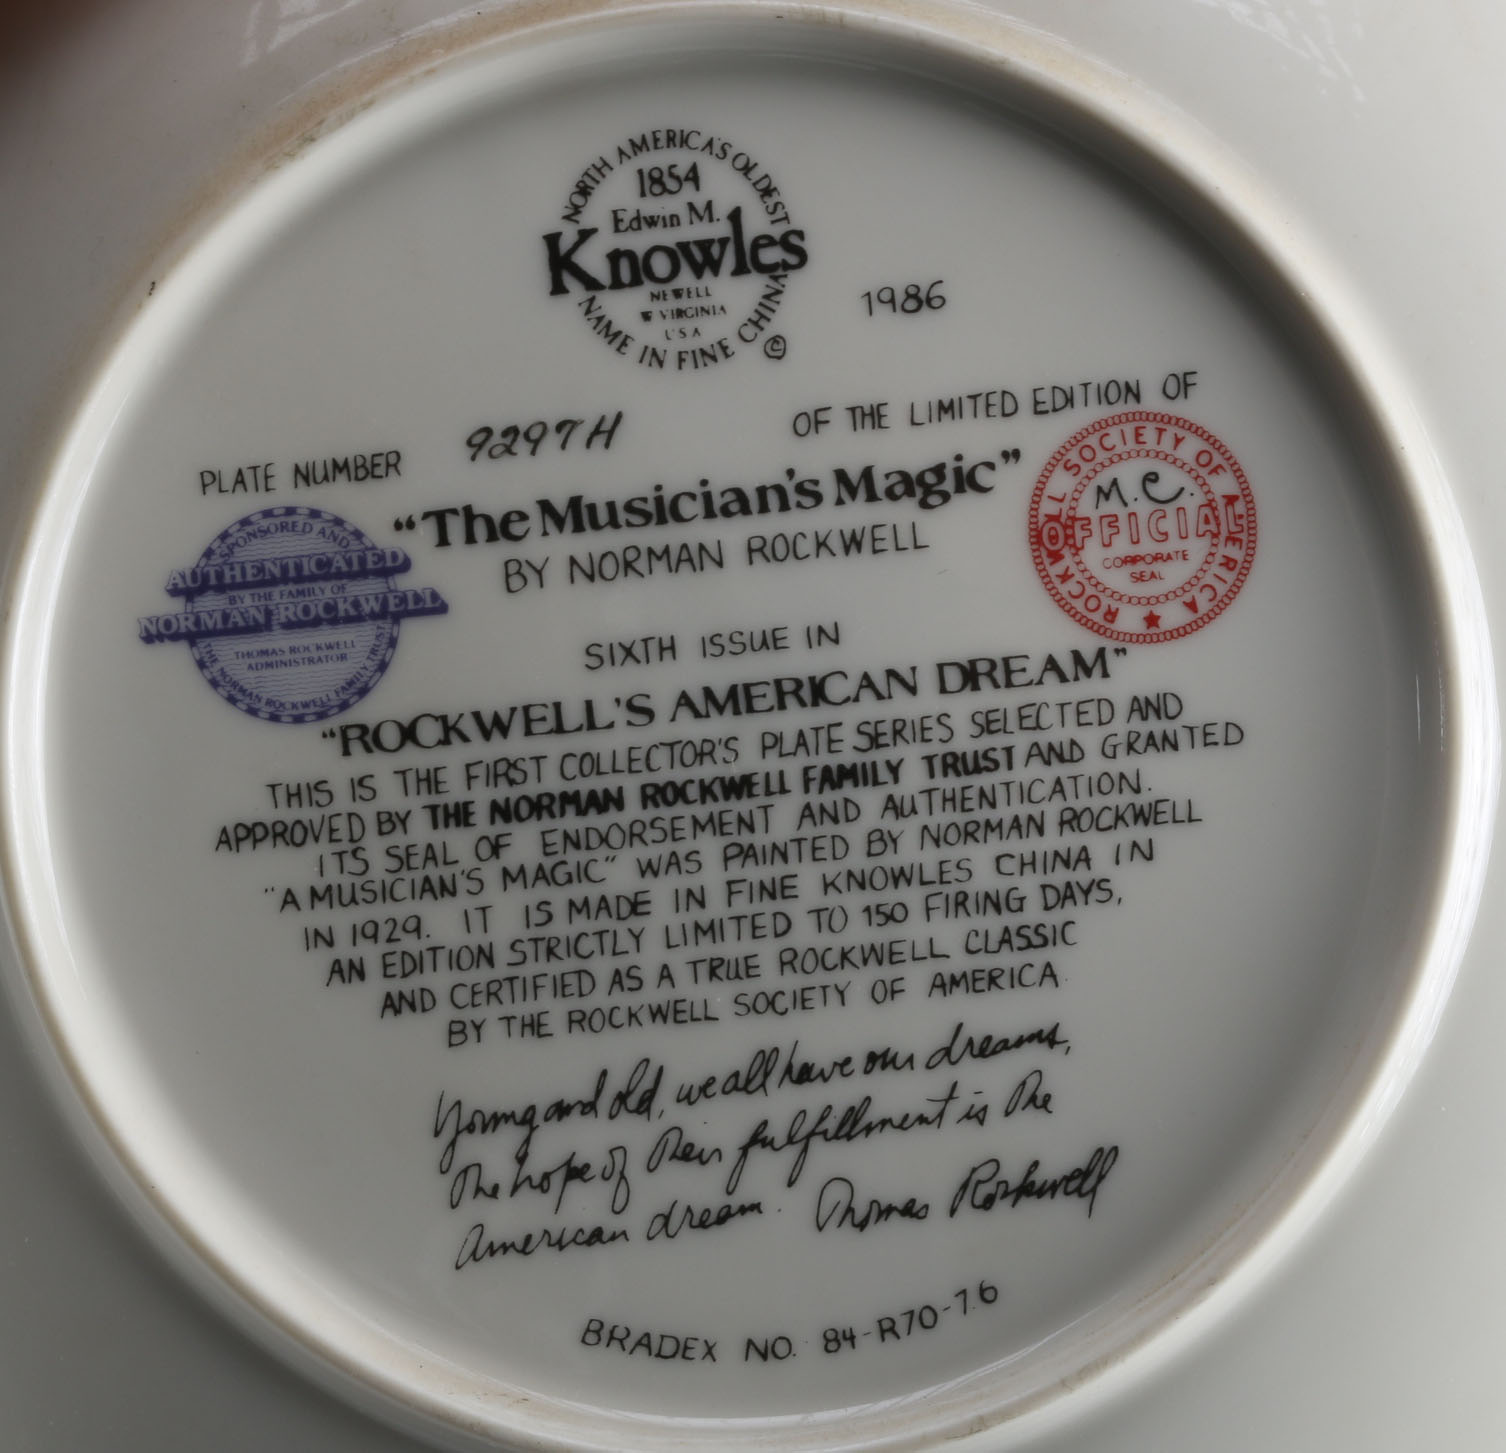 NORTH AMERICA'S OLDEST
1854
Edwin M.
Knowles
NEWELL
W VIRGINIA
USA
NAME IN FINE CHINA
©
1986
PLATE NUMBER 9297H OF THE LIMITED EDITION OF
"The Musician's Magic"
BY NORMAN ROCKWELL
SPONSORED AND
AUTHENTICATED
BY THE FAMILY OF
NORMAN ROCKWELL
THOMAS ROCKWELL
ADMINISTRATOR
THE NORMAN ROCKWELL FAMILY TRUST
ROCKWELL SOCIETY OF AMERICA
M.C.
OFFICIAL
CORPORATE
SEAL
SIXTH ISSUE IN
"ROCKWELL'S AMERICAN DREAM"
THIS IS THE FIRST COLLECTOR'S PLATE SERIES SELECTED AND
APPROVED BY THE NORMAN ROCKWELL FAMILY TRUST AND GRANTED
ITS SEAL OF ENDORSEMENT AND AUTHENTICATION.
"A MUSICIAN'S MAGIC" WAS PAINTED BY NORMAN ROCKWELL
IN 1929. IT IS MADE IN FINE KNOWLES CHINA IN
AN EDITION STRICTLY LIMITED TO 150 FIRING DAYS,
AND CERTIFIED AS A TRUE ROCKWELL CLASSIC
BY THE ROCKWELL SOCIETY OF AMERICA
Young and old, we all have our dreams,
The hope of their fulfillment is the
American dream. Thomas Rockwell
BRADEX NO. 84-R70-7.6